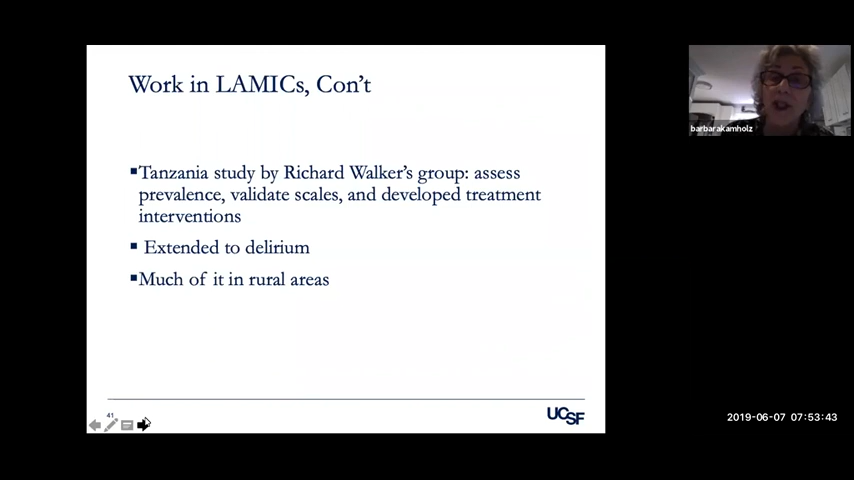 Work in LAMICs, Con't
▪Tanzania study by Richard Walker's group: assess
prevalence, validate scales, and developed treatment
interventions
▪ Extended to delirium
▪Much of it in rural areas
41
UCSF
barbarakamholz
2019-06-07 07:53:43